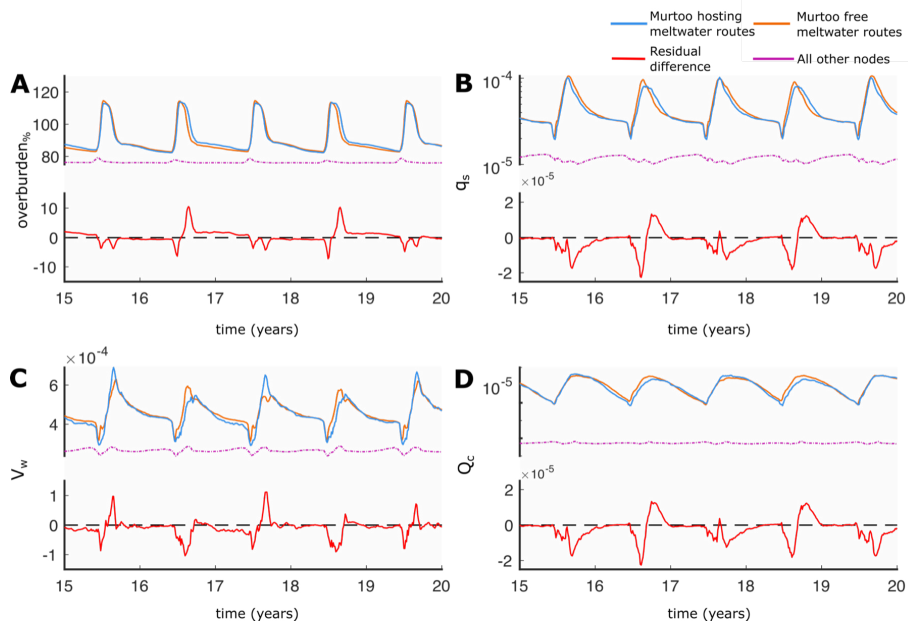 Murtoo hosting
meltwater routes
Murtoo free
meltwater routes
Residual
difference
All other nodes
A
120
100
80
overburden%
10
0
-10
15 16 17 18 19 20
time (years)
B
10-4
10-5
qs
×10-5
2
0
-2
15 16 17 18 19 20
time (years)
C
×10-4
6
4
Vw
1
0
-1
15 16 17 18 19 20
time (years)
D
10-5
Qc
×10-5
2
0
-2
15 16 17 18 19 20
time (years)